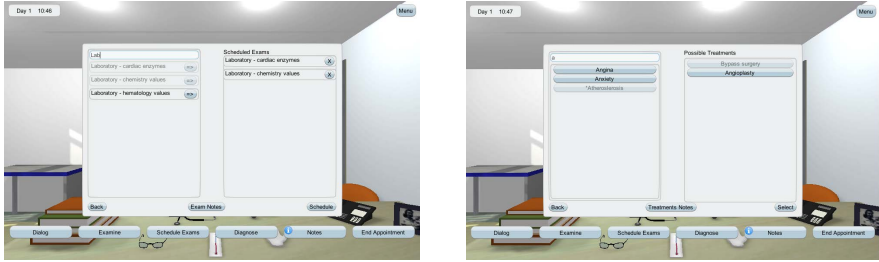 Day 1 10:46
Menu
Lab
Scheduled Exams
Laboratory - cardiac enzymes =>
Laboratory - cardiac enzymes X
Laboratory - chemistry values =>
Laboratory - chemistry values X
Laboratory - hematology values =>
Back
Exam Notes
Schedule
Dialog
Examine
Schedule Exams
Diagnose
Notes
End Appointment
Day 1 10:47
Menu
a
Possible Treatments
Angina
Bypass surgery
Anxiety
Angioplasty
*Atherosclerosis
Back
Treatments Notes
Select
Dialog
Examine
Schedule Exams
Diagnose
Notes
End Appointment